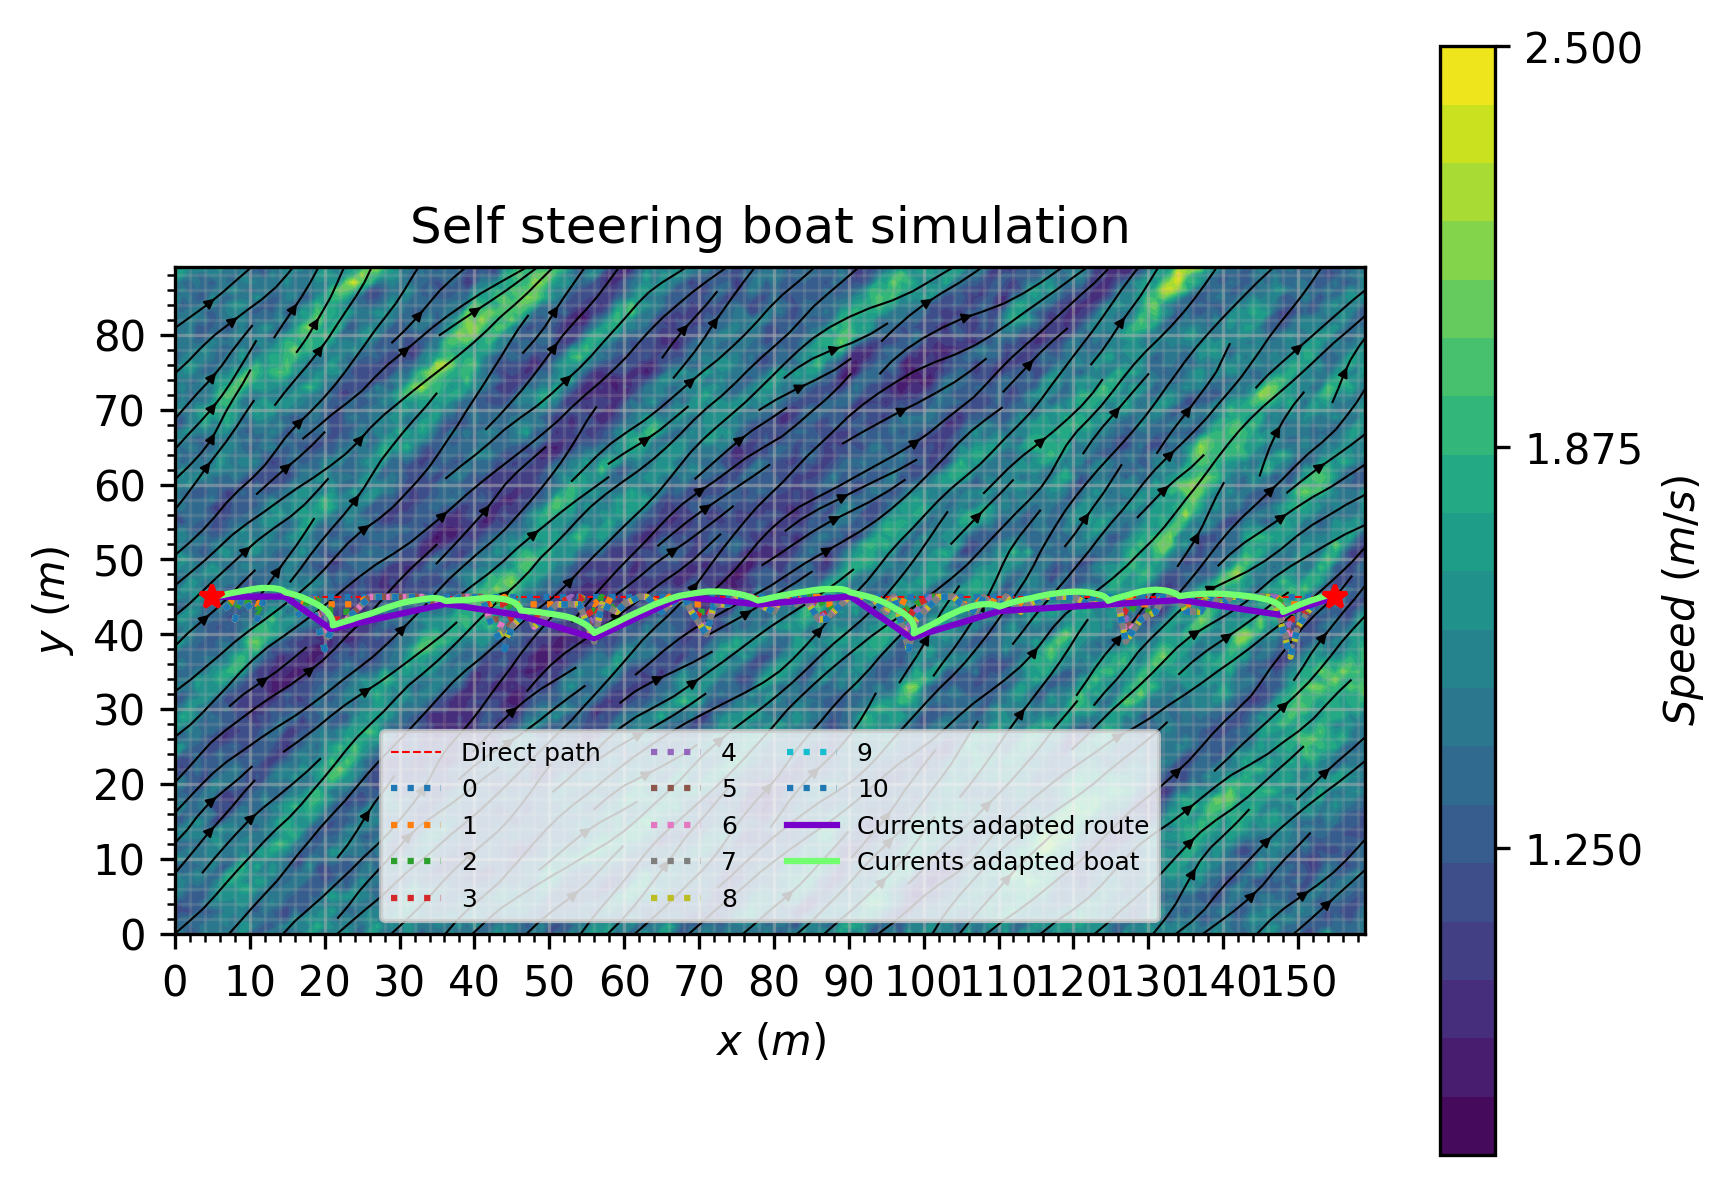 Self steering boat simulation
2.500
1.875
1.250
Speed (m/s)
80
70
60
50
40
30
20
10
0
y (m)
Direct path
0
1
2
3
4
5
6
7
8
9
10
Currents adapted route
Currents adapted boat
0 10 20 30 40 50 60 70 80 90 100 110 120 130 140 150
x (m)